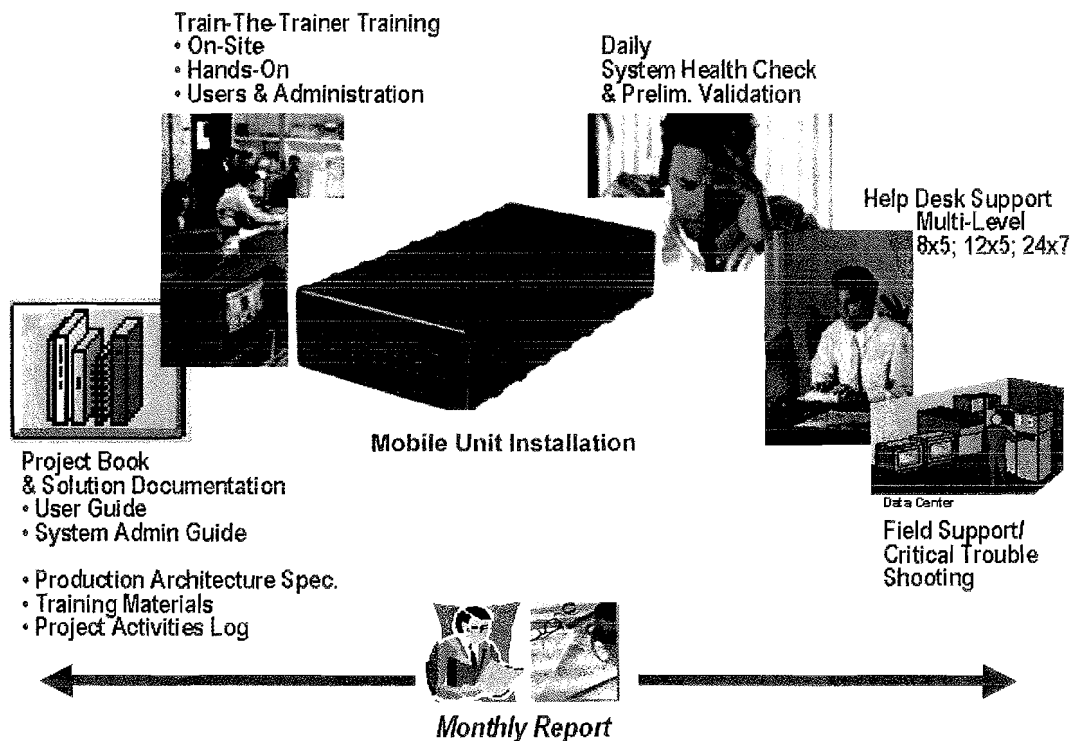 Train-The-Trainer Training
• On-Site
• Hands-On
• Users & Administration
Daily
System Health Check
& Prelim. Validation
Help Desk Support
Multi-Level
8x5; 12x5; 24x7
Mobile Unit Installation
Project Book
& Solution Documentation
• User Guide
• System Admin Guide
• Production Architecture Spec.
• Training Materials
• Project Activities Log
Data Center
Field Support/
Critical Trouble
Shooting
Monthly Report